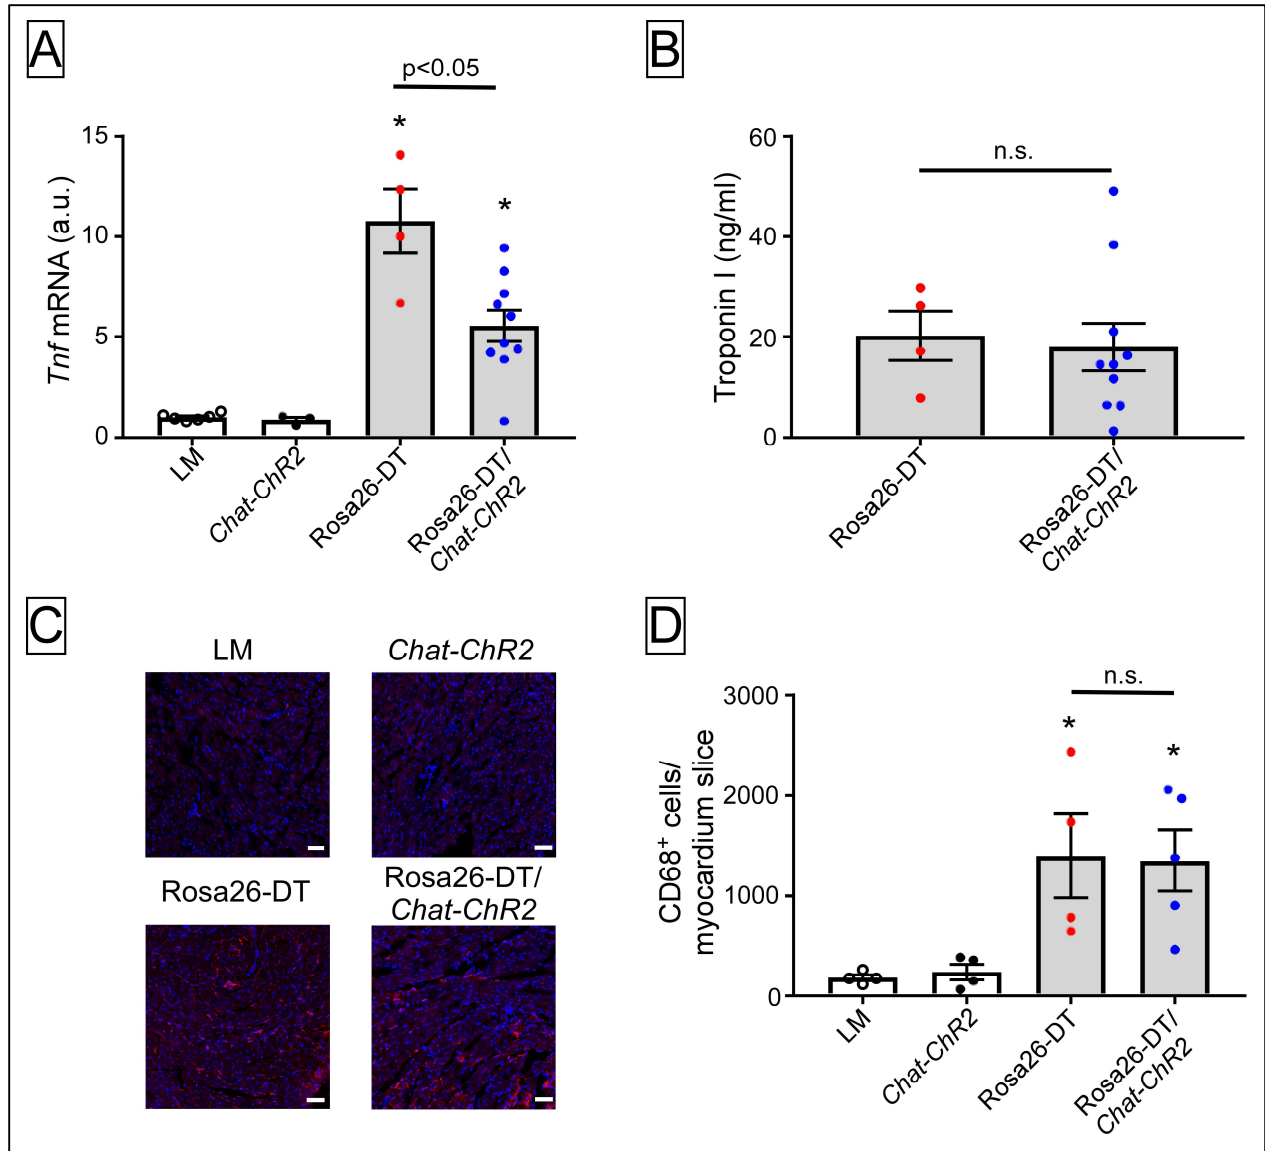 A
p<0.05
*
*
15
10
5
0
Tnf mRNA (a.u.)
LM
Chat-ChR2
Rosa26-DT
Rosa26-DT/
Chat-ChR2
B
n.s.
60
40
20
0
Troponin I (ng/ml)
Rosa26-DT
Rosa26-DT/
Chat-ChR2
C
LM
Chat-ChR2
Rosa26-DT
Rosa26-DT/
Chat-ChR2
D
n.s.
*
*
3000
2000
1000
0
CD68⁺ cells/
myocardium slice
LM
Chat-ChR2
Rosa26-DT
Rosa26-DT/
Chat-ChR2